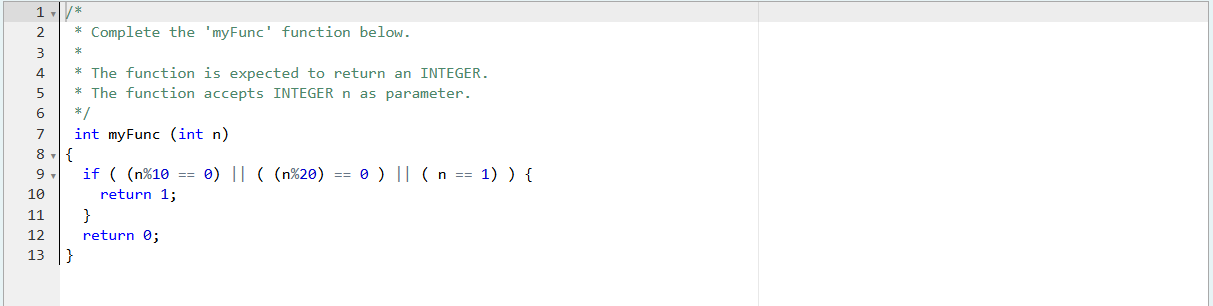 1 /*
2  * Complete the 'myFunc' function below.
3  *
4  * The function is expected to return an INTEGER.
5  * The function accepts INTEGER n as parameter.
6  */
7  int myFunc (int n)
8 {
9   if ( (n%10 == 0) || ( (n%20) == 0 ) || ( n == 1) ) {
10     return 1;
11   }
12   return 0;
13 }